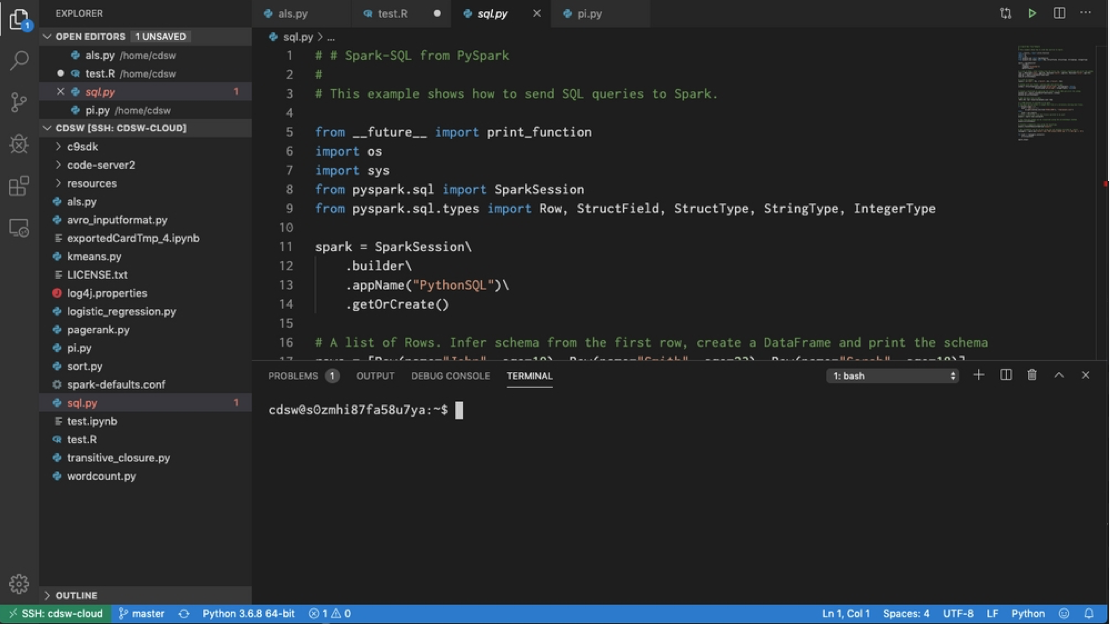 EXPLORER
OPEN EDITORS 1 UNSAVED
als.py /home/cdsw
test.R /home/cdsw
sql.py 1
pi.py /home/cdsw
CDSW [SSH: CDSW-CLOUD]
c9sdk
code-server2
resources
als.py
avro_inputformat.py
exportedCardTmp_4.ipynb
kmeans.py
LICENSE.txt
log4j.properties
logistic_regression.py
pagerank.py
pi.py
sort.py
spark-defaults.conf
sql.py 1
test.ipynb
test.R
transitive_closure.py
wordcount.py
OUTLINE
1
als.py test.R sql.py pi.py
sql.py > ...
1 # # Spark-SQL from PySpark
2 #
3 # This example shows how to send SQL queries to Spark.
4
5 from __future__ import print_function
6 import os
7 import sys
8 from pyspark.sql import SparkSession
9 from pyspark.sql.types import Row, StructField, StructType, StringType, IntegerType
10
11 spark = SparkSession\
12 .builder\
13 .appName("PythonSQL")\
14 .getOrCreate()
15
16 # A list of Rows. Infer schema from the first row, create a DataFrame and print the schema
PROBLEMS 1 OUTPUT DEBUG CONSOLE TERMINAL 1: bash
cdsw@s0zmhi87fa58u7ya:~$
SSH: cdsw-cloud master Python 3.6.8 64-bit 1 0 Ln 1, Col 1 Spaces: 4 UTF-8 LF Python